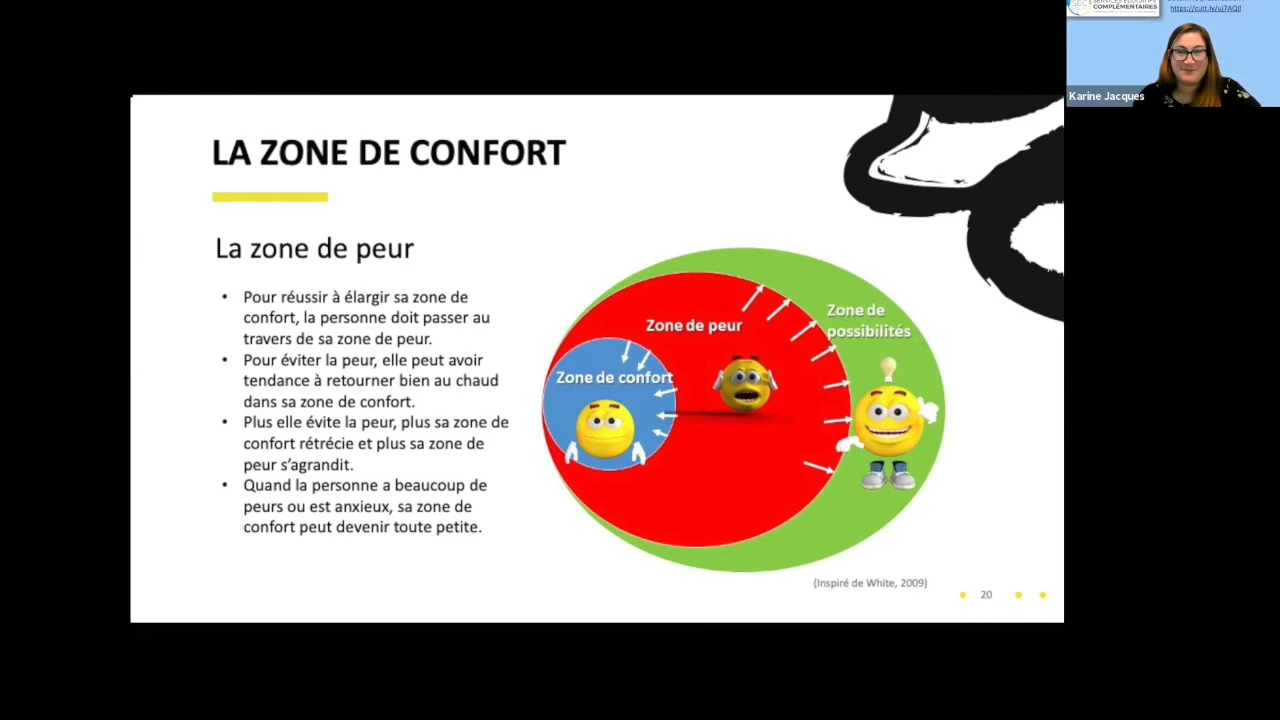 COMPLÉMENTAIRES
https://cutt.ly/uj7AQII
Karine Jacques
LA ZONE DE CONFORT
La zone de peur
• Pour réussir à élargir sa zone de
confort, la personne doit passer au
travers de sa zone de peur.
• Pour éviter la peur, elle peut avoir
tendance à retourner bien au chaud
dans sa zone de confort.
• Plus elle évite la peur, plus sa zone de
confort rétrécie et plus sa zone de
peur s’agrandit.
• Quand la personne a beaucoup de
peurs ou est anxieux, sa zone de
confort peut devenir toute petite.
Zone de peur
Zone de
possibilités
Zone de confort
(Inspiré de White, 2009)
20